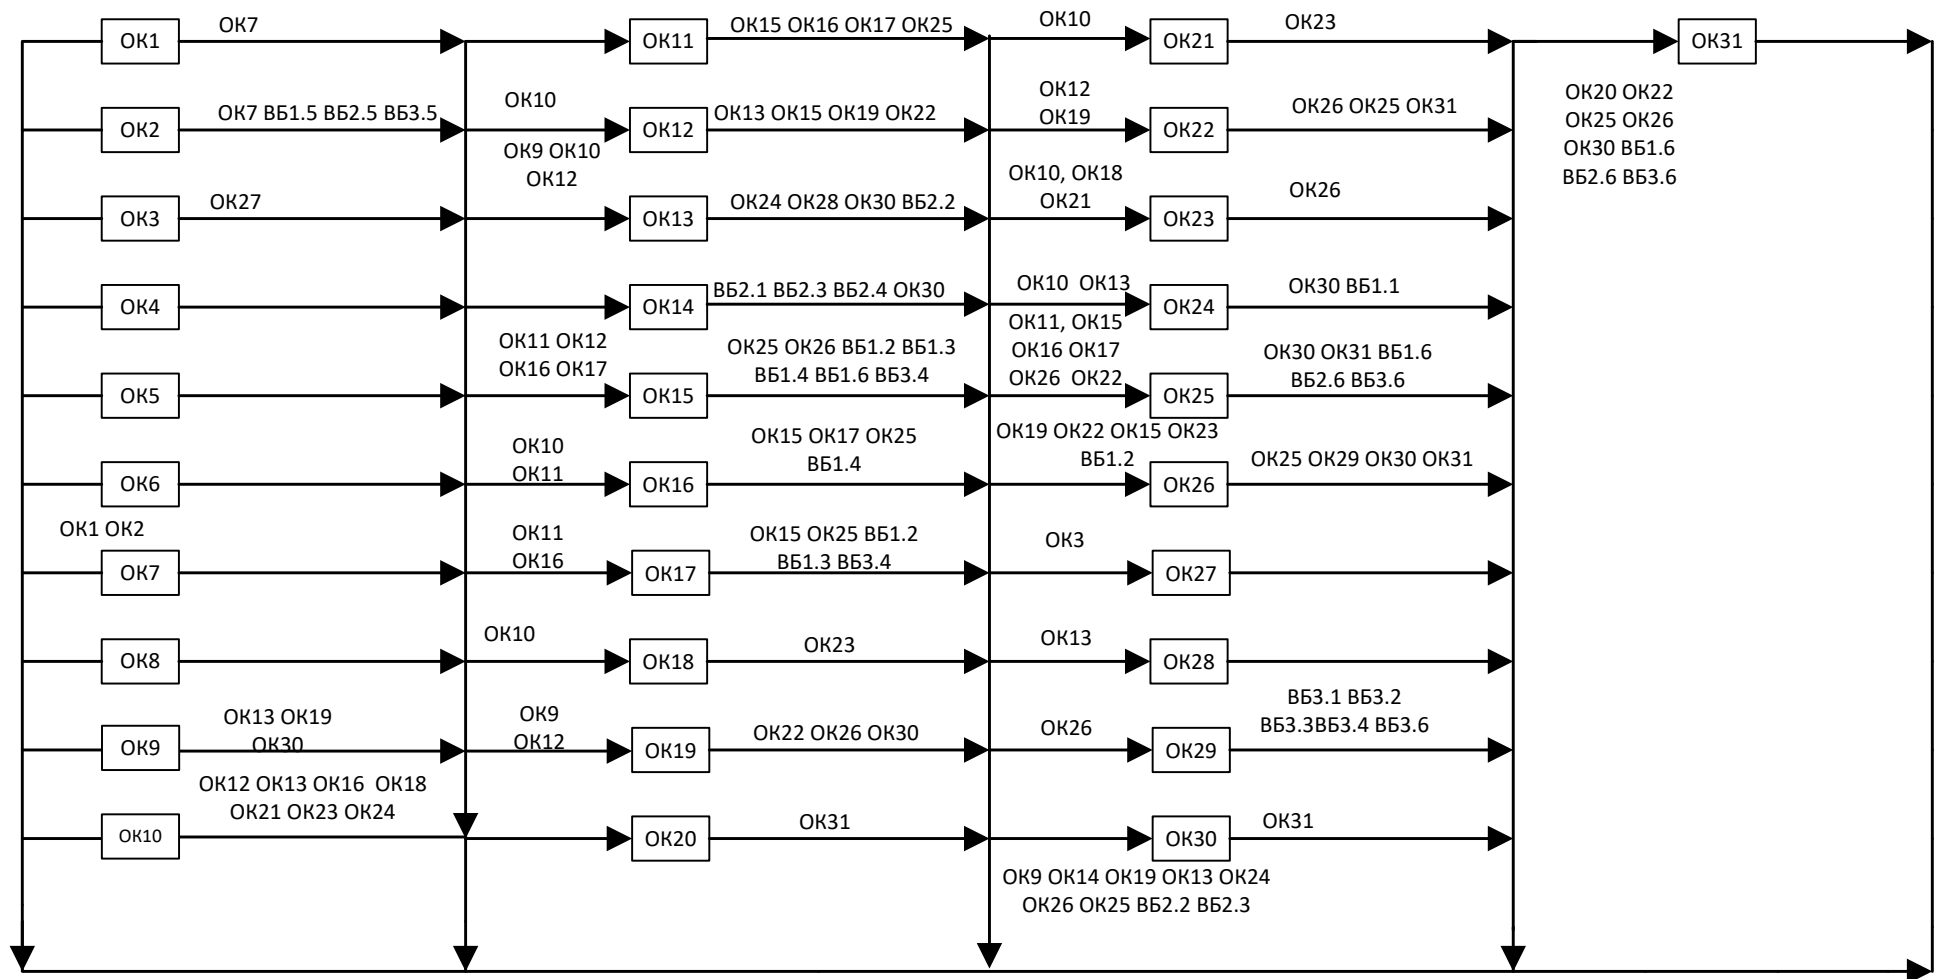 ОК1
ОК7
ОК11
ОК15 ОК16 ОК17 ОК25
ОК10
ОК21
ОК23
ОК31
ОК2
ОК7 ВБ1.5 ВБ2.5 ВБ3.5
ОК10
ОК12
ОК13 ОК15 ОК19 ОК22
ОК12
ОК19
ОК22
ОК26 ОК25 ОК31
ОК20 ОК22
ОК25 ОК26
ОК30 ВБ1.6
ВБ2.6 ВБ3.6
ОК3
ОК27
ОК9 ОК10
ОК12
ОК13
ОК24 ОК28 ОК30 ВБ2.2
ОК10, ОК18
ОК21
ОК23
ОК26
ОК4
ОК14
ВБ2.1 ВБ2.3 ВБ2.4 ОК30
ОК10 ОК13
ОК24
ОК30 ВБ1.1
ОК5
ОК11 ОК12
ОК16 ОК17
ОК15
ОК25 ОК26 ВБ1.2 ВБ1.3
ВБ1.4 ВБ1.6 ВБ3.4
ОК11, ОК15
ОК16 ОК17
ОК26 ОК22
ОК25
ОК30 ОК31 ВБ1.6
ВБ2.6 ВБ3.6
ОК6
ОК10
ОК11
ОК16
ОК15 ОК17 ОК25
ВБ1.4
ОК19 ОК22 ОК15 ОК23
ВБ1.2
ОК26
ОК25 ОК29 ОК30 ОК31
ОК1 ОК2
ОК7
ОК11
ОК16
ОК17
ОК15 ОК25 ВБ1.2
ВБ1.3 ВБ3.4
ОК3
ОК27
ОК8
ОК10
ОК18
ОК23
ОК13
ОК28
ОК9
ОК13 ОК19
ОК30
ОК9
ОК12
ОК19
ОК22 ОК26 ОК30
ОК26
ОК29
ВБ3.1 ВБ3.2
ВБ3.3ВБ3.4 ВБ3.6
ОК10
ОК12 ОК13 ОК16 ОК18
ОК21 ОК23 ОК24
ОК20
ОК31
ОК30
ОК31
ОК9 ОК14 ОК19 ОК13 ОК24
ОК26 ОК25 ВБ2.2 ВБ2.3